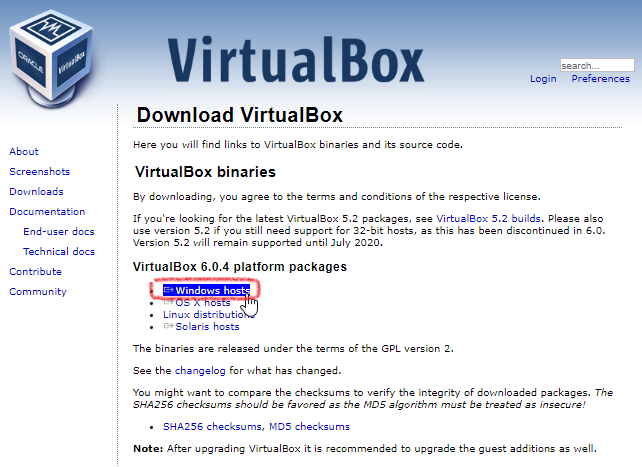 ORACLE
VirtualBox
VirtualBox
search...
Login Preferences
Download VirtualBox
About
Screenshots
Downloads
Documentation
End-user docs
Technical docs
Contribute
Community
Here you will find links to VirtualBox binaries and its source code.
VirtualBox binaries
By downloading, you agree to the terms and conditions of the respective license.
If you're looking for the latest VirtualBox 5.2 packages, see VirtualBox 5.2 builds. Please also
use version 5.2 if you still need support for 32-bit hosts, as this has been discontinued in 6.0.
Version 5.2 will remain supported until July 2020.
VirtualBox 6.0.4 platform packages
Windows hosts
OS X hosts
Linux distributions
Solaris hosts
The binaries are released under the terms of the GPL version 2.
See the changelog for what has changed.
You might want to compare the checksums to verify the integrity of downloaded packages. The
SHA256 checksums should be favored as the MD5 algorithm must be treated as insecure!
SHA256 checksums, MD5 checksums
Note: After upgrading VirtualBox it is recommended to upgrade the guest additions as well.